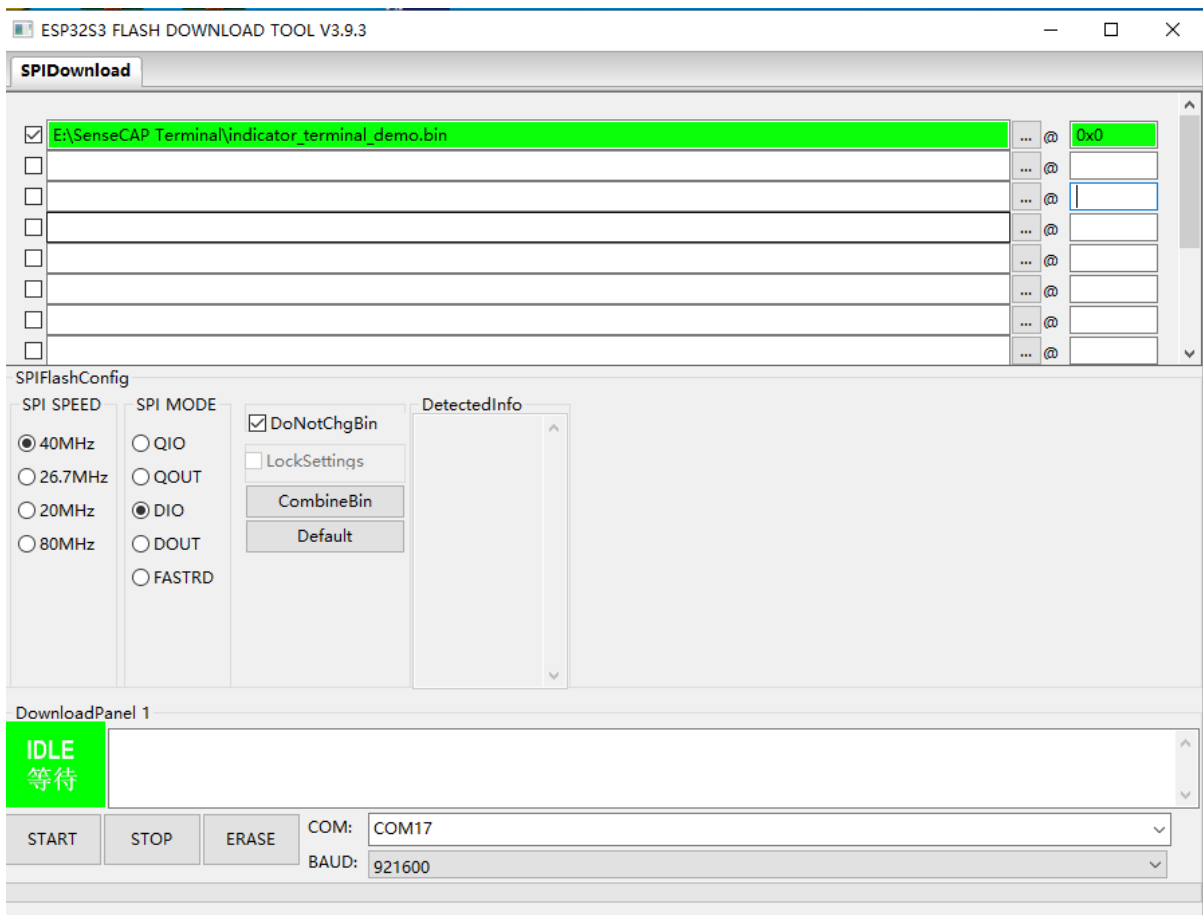 ESP32S3 FLASH DOWNLOAD TOOL V3.9.3
SPIDownload
E:\SenseCAP Terminal\indicator_terminal_demo.bin ... @ 0x0
... @
... @
... @
... @
... @
... @
... @
SPIFlashConfig
SPI SPEED SPI MODE DetectedInfo
DoNotChgBin
40MHz QIO
LockSettings
26.7MHz QOUT
CombineBin
20MHz DIO
Default
80MHz DOUT
FASTRD
DownloadPanel 1
IDLE
等待
START STOP ERASE
COM: COM17
BAUD: 921600